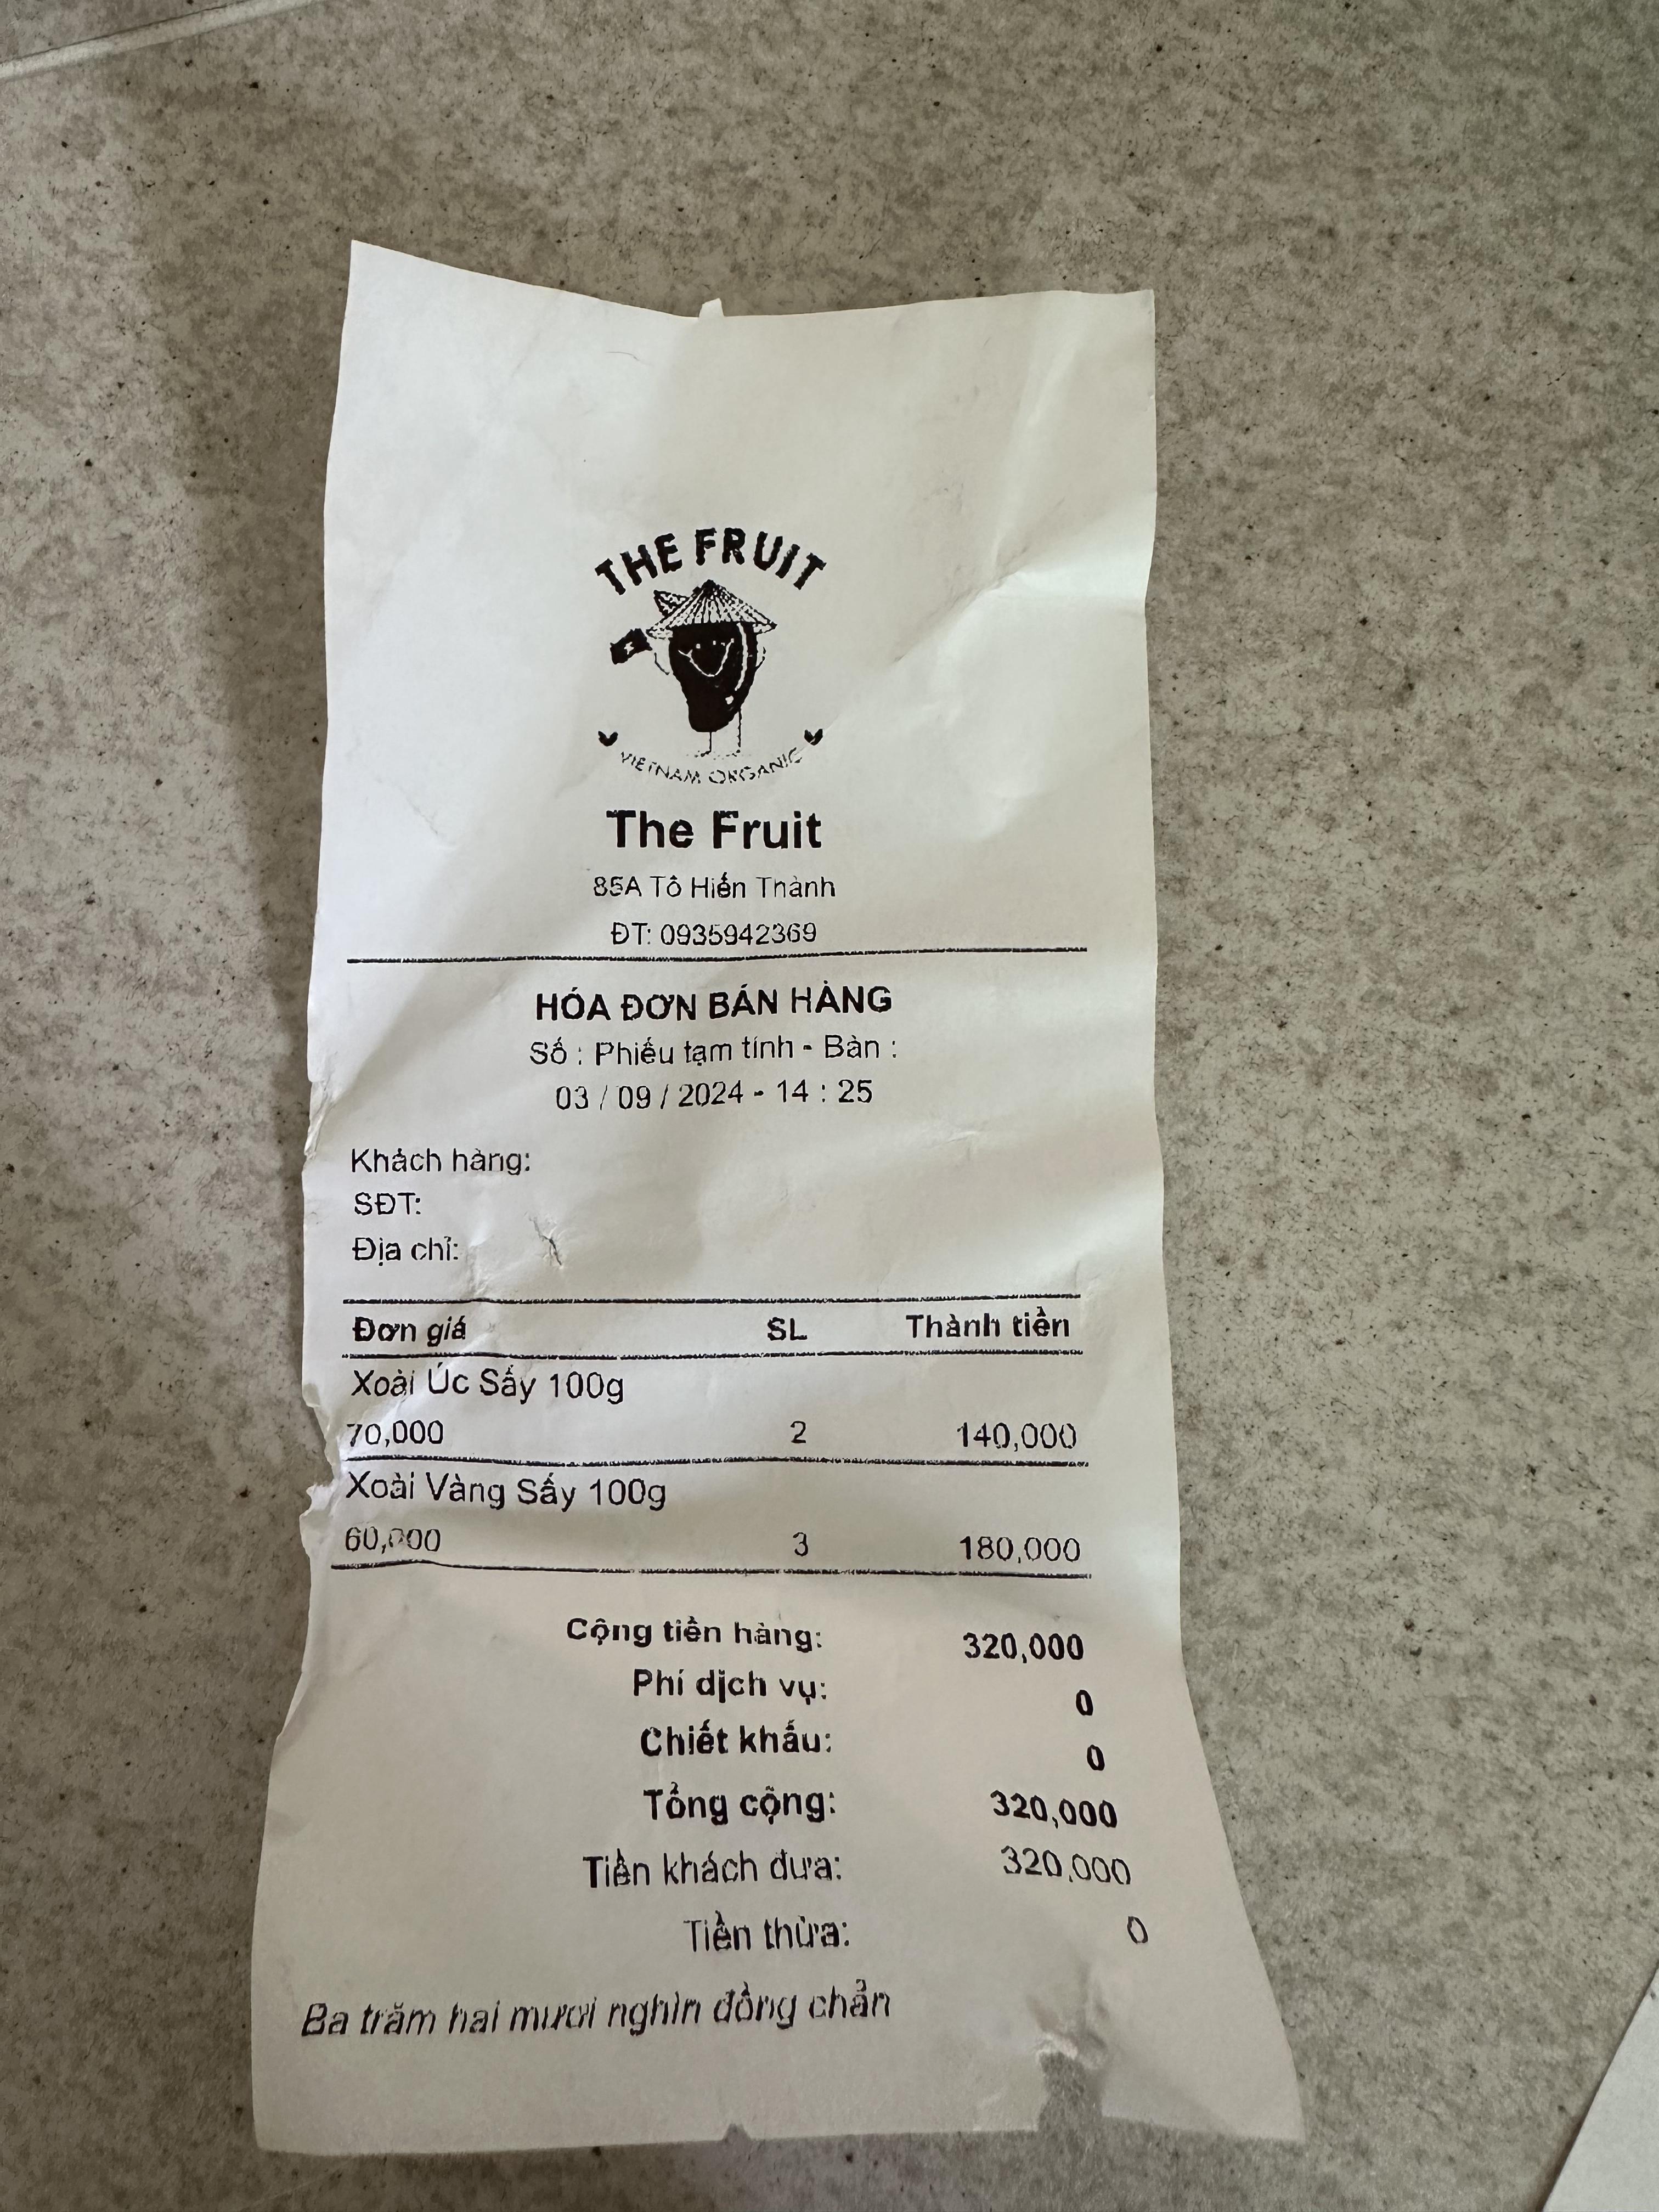 THE FRUIT
VIETNAM ORGANIC
The Fruit
85A Tô Hiến Thành
ĐT: 0935942369
HÓA ĐƠN BÁN HÀNG
Số : Phiếu tạm tính - Bàn :
03 / 09 / 2024 - 14 : 25
Khách hàng:
SĐT:
Địa chỉ:
Đơn giá SL Thành tiền
Xoài Úc Sấy 100g
70,000 2 140,000
Xoài Vàng Sấy 100g
60,000 3 180,000
Cộng tiền hàng: 320,000
Phí dịch vụ: 0
Chiết khấu: 0
Tổng cộng: 320,000
Tiền khách đưa: 320,000
Tiền thừa: 0
Ba trăm hai mươi nghìn đồng chẵn